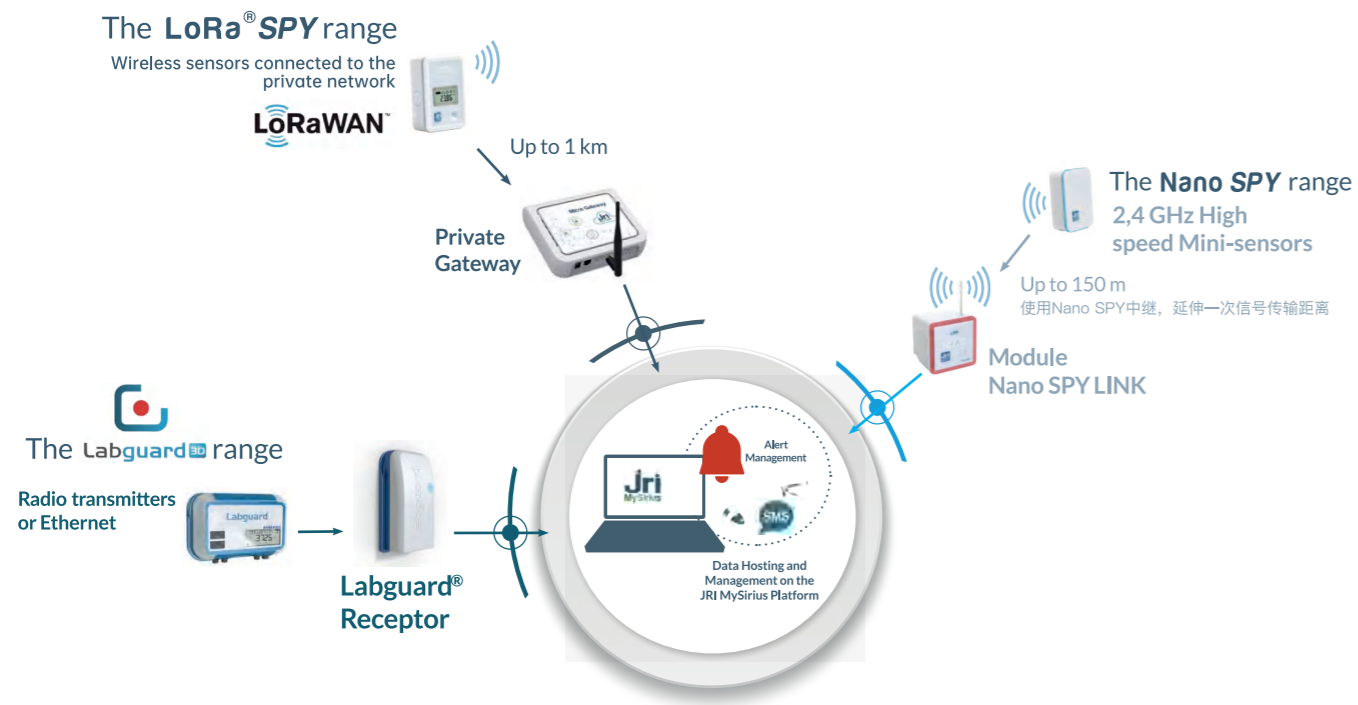 The LoRa® SPY range
Wireless sensors connected to the
private network
LoRaWAN™
Up to 1 km
Micro Gateway
Jri
Private
Gateway
The Nano SPY range
2,4 GHz High
speed Mini-sensors
Up to 150 m
使用Nano SPY中继，延伸一次信号传输距离
Module
Nano SPY LINK
The Labguard 3D range
Radio transmitters
or Ethernet
Labguard
Labguard®
Receptor
Alert
Management
Jri
MySirius
SMS
Data Hosting and
Management on the
JRI MySirius Platform